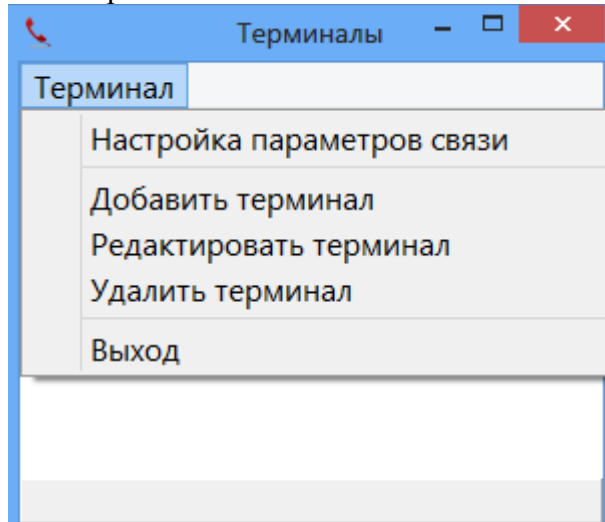 Терминалы
Терминал
Настройка параметров связи
Добавить терминал
Редактировать терминал
Удалить терминал
Выход